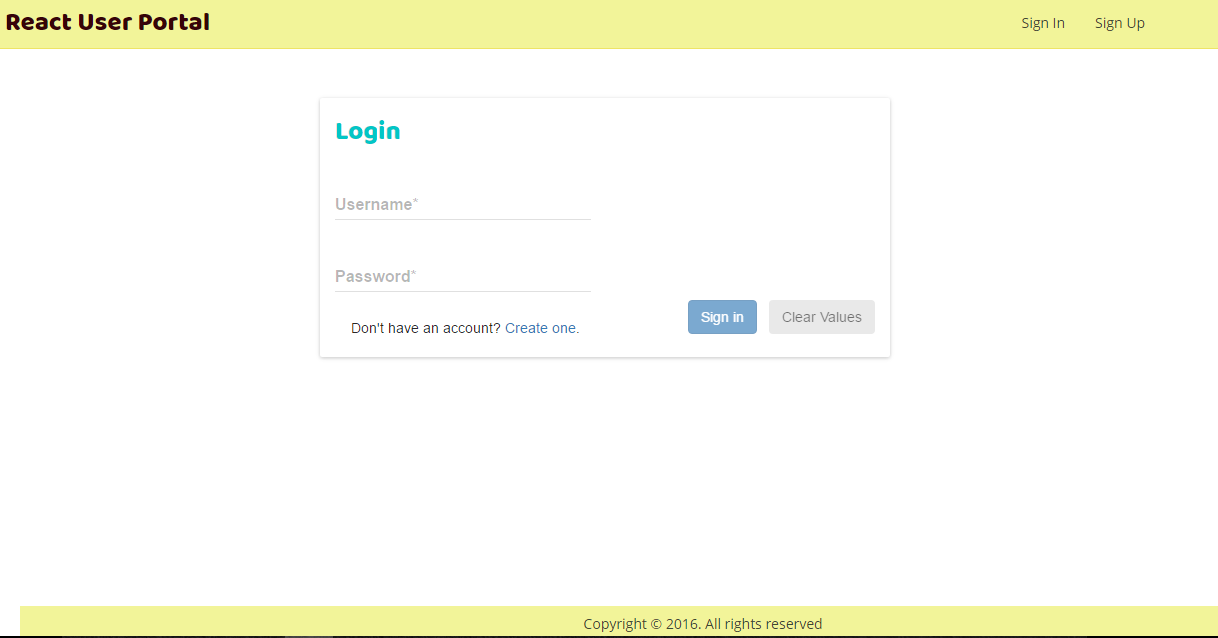 React User Portal
Sign In
Sign Up
Login
Username*
Password*
Don't have an account? Create one.
Sign in
Clear Values
Copyright © 2016. All rights reserved